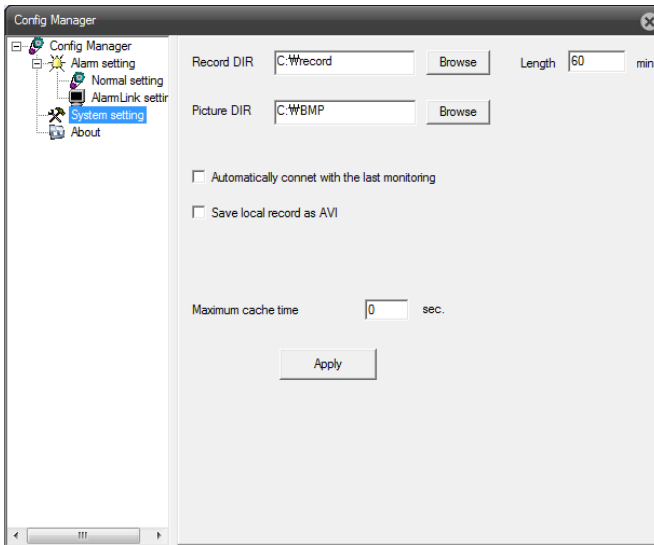 Config Manager
Config Manager
Alarm setting
Normal setting
AlarmLink settir
System setting
About
Record DIR C:₩record Browse Length 60 min
Picture DIR C:₩BMP Browse
Automatically connet with the last monitoring
Save local record as AVI
Maximum cache time 0 sec.
Apply